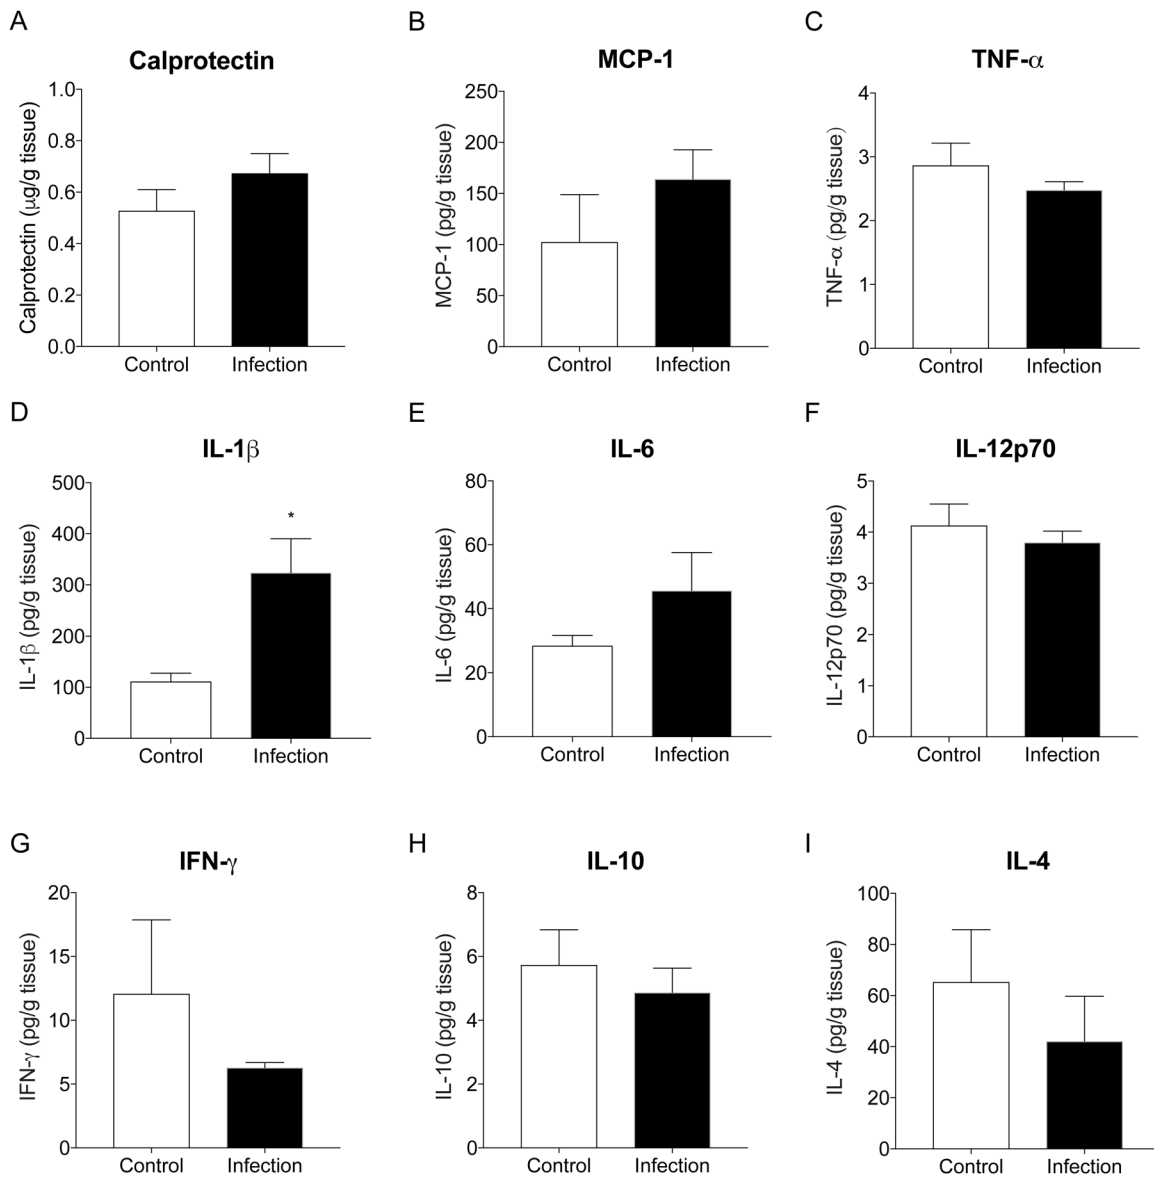 A
Calprotectin
Calprotectin (μg/g tissue)
1.0
0.8
0.6
0.4
0.2
0.0
Control
Infection
B
MCP-1
MCP-1 (pg/g tissue)
250
200
150
100
50
0
Control
Infection
C
TNF-α
TNF-α (pg/g tissue)
4
3
2
1
0
Control
Infection
D
IL-1β
IL-1β (pg/g tissue)
500
400
300
200
100
0
*
Control
Infection
E
IL-6
IL-6 (pg/g tissue)
80
60
40
20
0
Control
Infection
F
IL-12p70
IL-12p70 (pg/g tissue)
5
4
3
2
1
0
Control
Infection
G
IFN-γ
IFN-γ (pg/g tissue)
20
15
10
5
0
Control
Infection
H
IL-10
IL-10 (pg/g tissue)
8
6
4
2
0
Control
Infection
I
IL-4
IL-4 (pg/g tissue)
100
80
60
40
20
0
Control
Infection